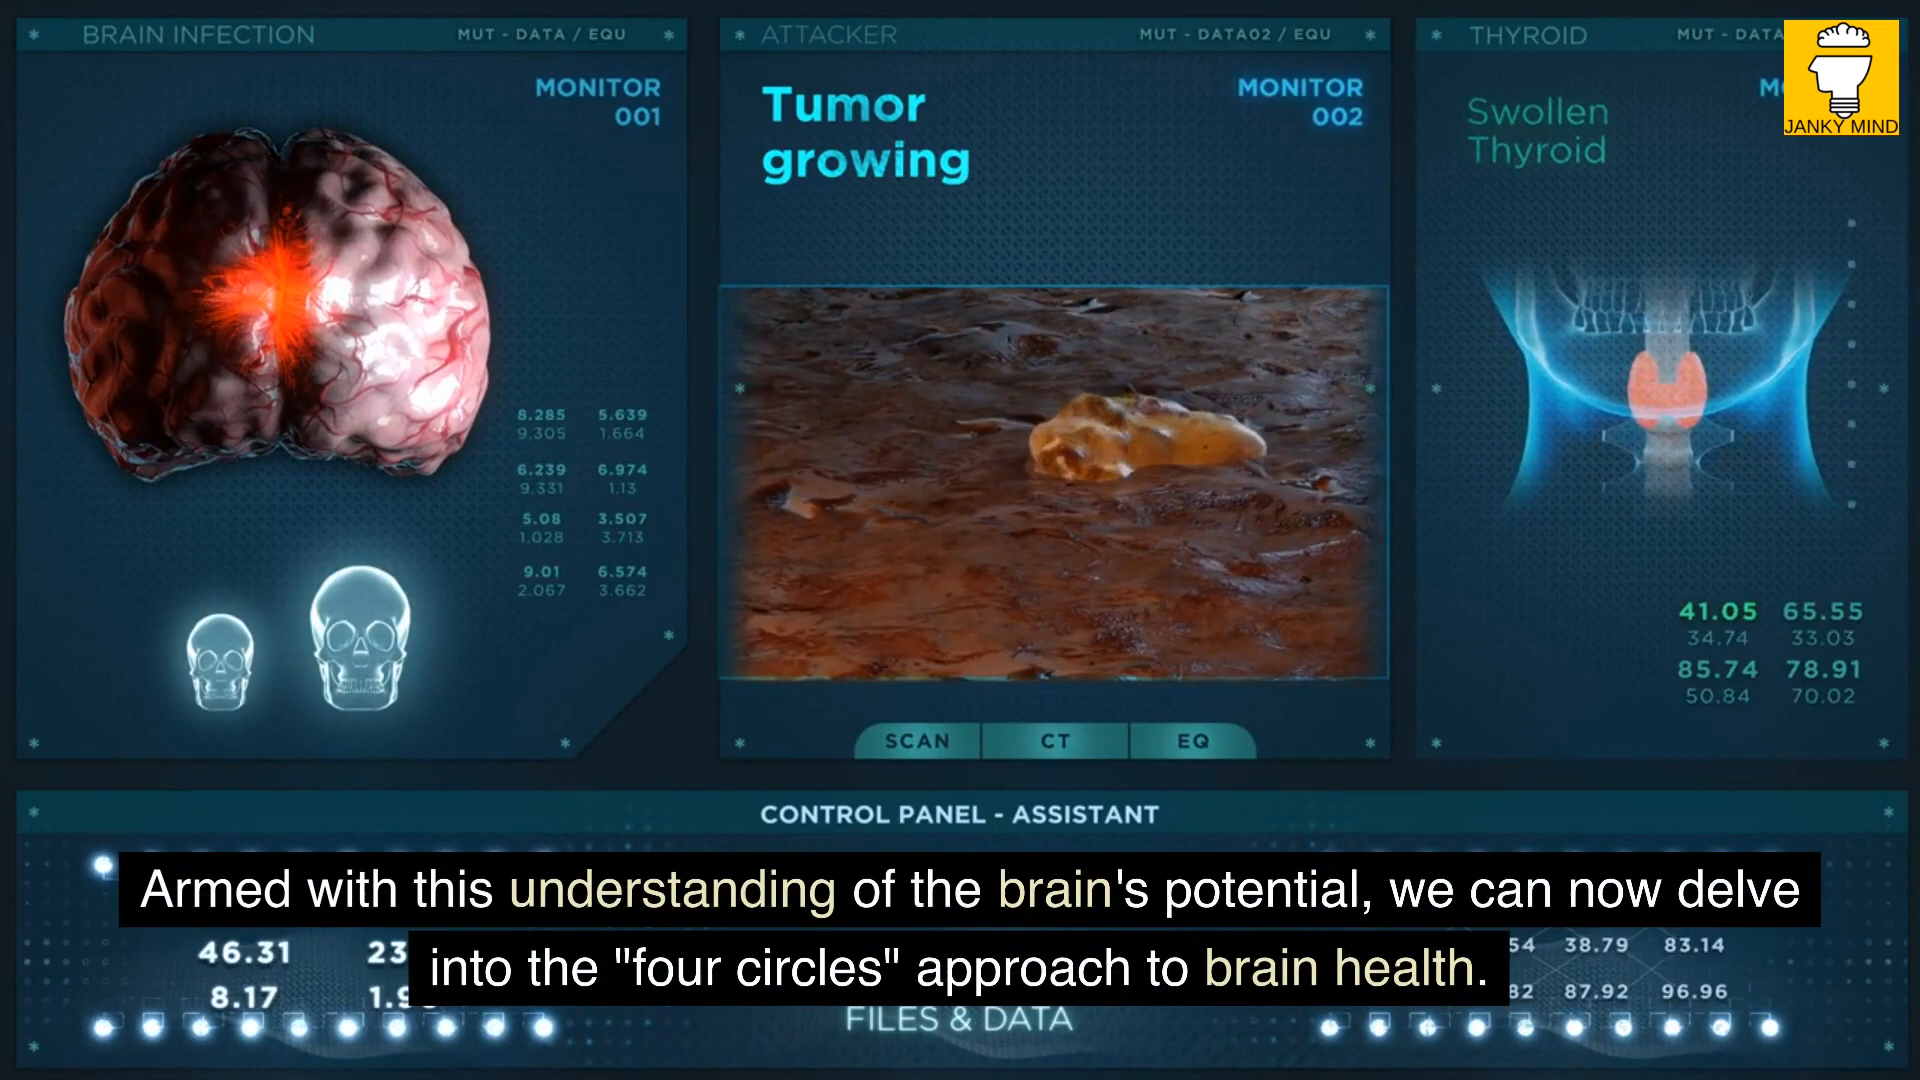 BRAIN INFECTION
MUT - DATA / EQU
MONITOR
001
8.285 5.639
9.305 1.664
6.239 6.974
9.331 1.13
5.08 3.507
1.028 3.713
9.01 6.574
2.067 3.662
ATTACKER
MUT - DATA02 / EQU
Tumor
growing
MONITOR
002
SCAN CT EQ
THYROID
MUT - DATA
Swollen
Thyroid
JANKY MIND
41.05 65.55
34.74 33.03
85.74 78.91
50.84 70.02
CONTROL PANEL - ASSISTANT
Armed with this understanding of the brain's potential, we can now delve
into the "four circles" approach to brain health.
46.31 23
8.17
38.79 83.14
87.92 96.96
FILES & DATA